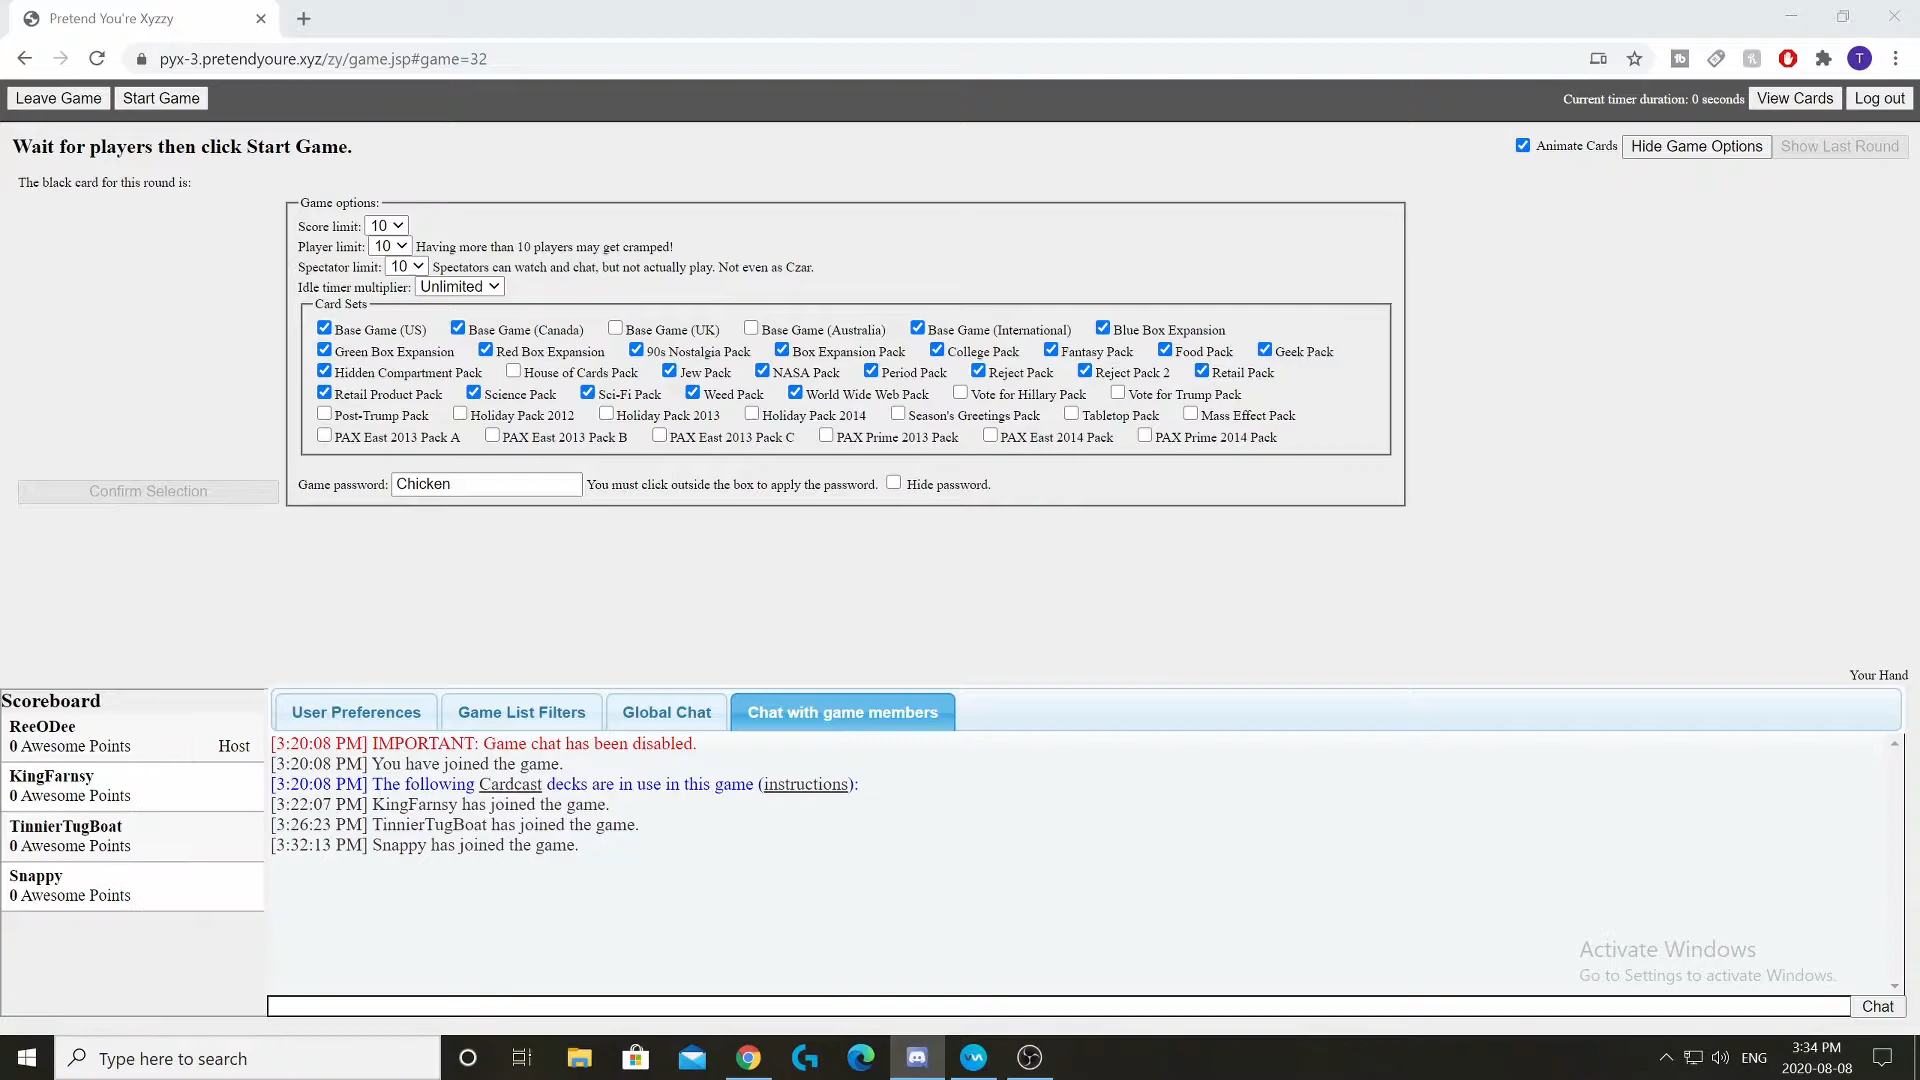 Pretend You're Xyzzy
pyx-3.pretendyoure.xyz/zy/game.jsp#game=32
T
Leave Game Start Game Current timer duration: 0 seconds View Cards Log out
Wait for players then click Start Game. Animate Cards Hide Game Options Show Last Round
The black card for this round is:
Game options:
Score limit: 10
Player limit: 10 Having more than 10 players may get cramped!
Spectator limit: 10 Spectators can watch and chat, but not actually play. Not even as Czar.
Idle timer multiplier: Unlimited
Card Sets
Base Game (US) Base Game (Canada) Base Game (UK) Base Game (Australia) Base Game (International) Blue Box Expansion
Green Box Expansion Red Box Expansion 90s Nostalgia Pack Box Expansion Pack College Pack Fantasy Pack Food Pack Geek Pack
Hidden Compartment Pack House of Cards Pack Jew Pack NASA Pack Period Pack Reject Pack Reject Pack 2 Retail Pack
Retail Product Pack Science Pack Sci-Fi Pack Weed Pack World Wide Web Pack Vote for Hillary Pack Vote for Trump Pack
Post-Trump Pack Holiday Pack 2012 Holiday Pack 2013 Holiday Pack 2014 Season's Greetings Pack Tabletop Pack Mass Effect Pack
PAX East 2013 Pack A PAX East 2013 Pack B PAX East 2013 Pack C PAX Prime 2013 Pack PAX East 2014 Pack PAX Prime 2014 Pack
Game password: Chicken You must click outside the box to apply the password. Hide password.
Confirm Selection
Your Hand
Scoreboard
ReeODee
0 Awesome Points Host
KingFarnsy
0 Awesome Points
TinnierTugBoat
0 Awesome Points
Snappy
0 Awesome Points
User Preferences Game List Filters Global Chat Chat with game members
[3:20:08 PM] IMPORTANT: Game chat has been disabled.
[3:20:08 PM] You have joined the game.
[3:20:08 PM] The following Cardcast decks are in use in this game (instructions):
[3:22:07 PM] KingFarnsy has joined the game.
[3:26:23 PM] TinnierTugBoat has joined the game.
[3:32:13 PM] Snappy has joined the game.
Activate Windows
Go to Settings to activate Windows.
Chat
Type here to search
ENG
3:34 PM
2020-08-08